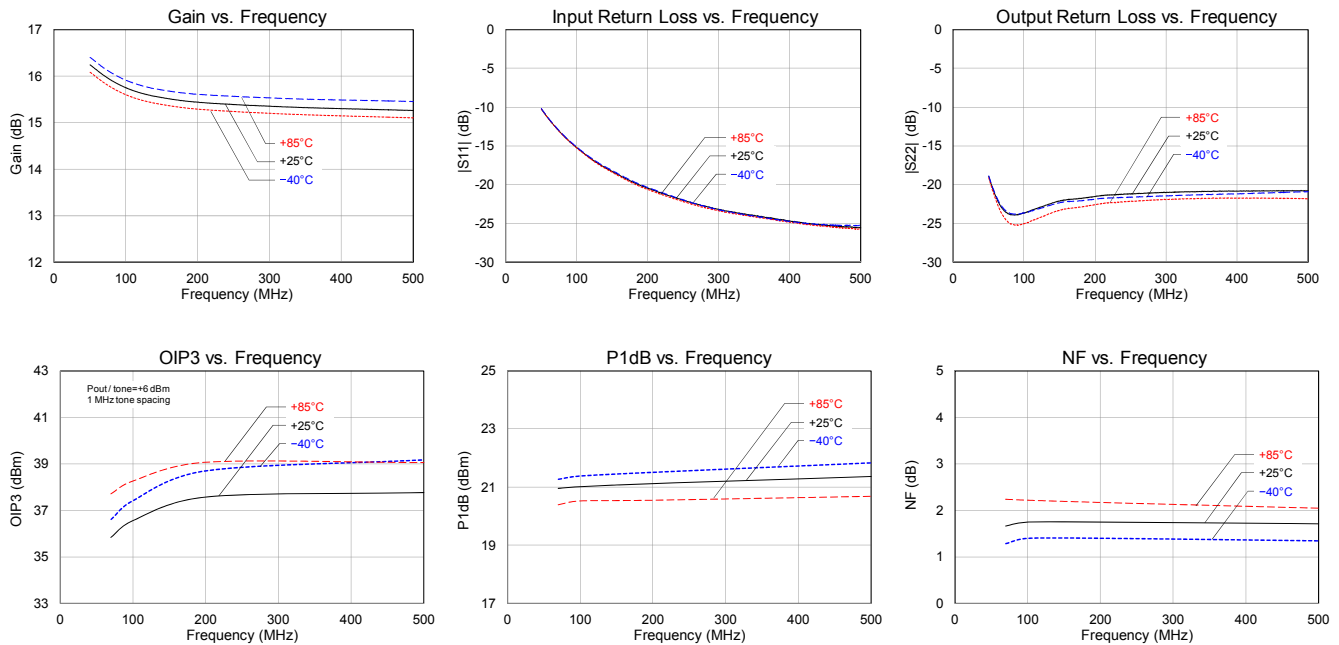 Gain vs. Frequency
17
16
15
14
13
12
Gain (dB)
+85°C
+25°C
−40°C
0
100
200
300
400
500
Frequency (MHz)
Input Return Loss vs. Frequency
0
-5
-10
-15
-20
-25
-30
|S11| (dB)
+85°C
+25°C
−40°C
0
100
200
300
400
500
Frequency (MHz)
Output Return Loss vs. Frequency
0
-5
-10
-15
-20
-25
-30
|S22| (dB)
+85°C
+25°C
−40°C
0
100
200
300
400
500
Frequency (MHz)
OIP3 vs. Frequency
43
41
39
37
35
33
OIP3 (dBm)
Pout / tone=+6 dBm
1 MHz tone spacing
+85°C
+25°C
−40°C
0
100
200
300
400
500
Frequency (MHz)
P1dB vs. Frequency
25
23
21
19
17
P1dB (dBm)
+85°C
+25°C
−40°C
0
100
200
300
400
500
Frequency (MHz)
NF vs. Frequency
5
4
3
2
1
0
NF (dB)
+85°C
+25°C
−40°C
0
100
200
300
400
500
Frequency (MHz)